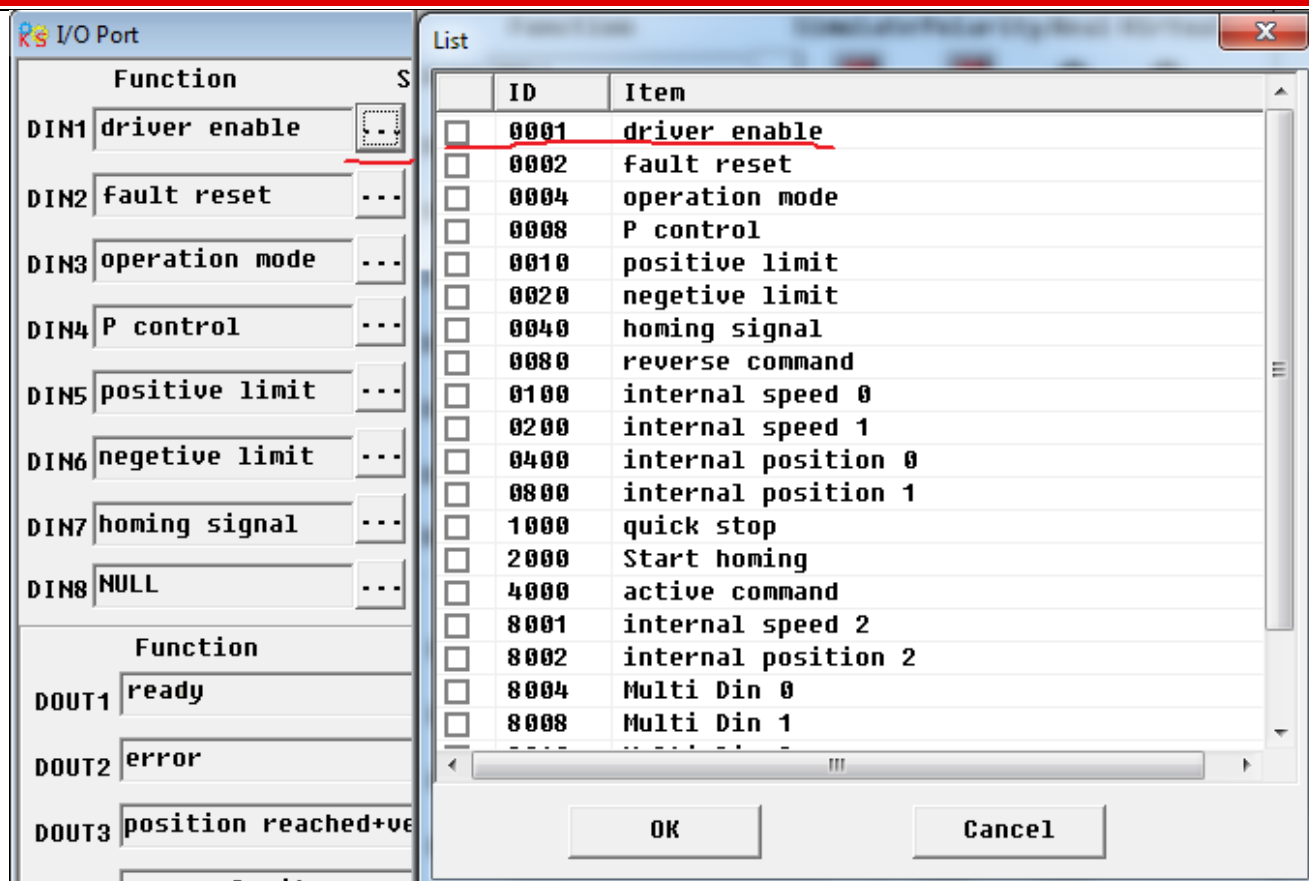 I/O Port
Function S
DIN1 driver enable ...
DIN2 fault reset ...
DIN3 operation mode ...
DIN4 P control ...
DIN5 positive limit ...
DIN6 negetive limit ...
DIN7 homing signal ...
DIN8 NULL ...
Function
DOUT1 ready
DOUT2 error
DOUT3 position reached+ve
List
ID Item
0001 driver enable
0002 fault reset
0004 operation mode
0008 P control
0010 positive limit
0020 negetive limit
0040 homing signal
0080 reverse command
0100 internal speed 0
0200 internal speed 1
0400 internal position 0
0800 internal position 1
1000 quick stop
2000 Start homing
4000 active command
8001 internal speed 2
8002 internal position 2
8004 Multi Din 0
8008 Multi Din 1
OK Cancel